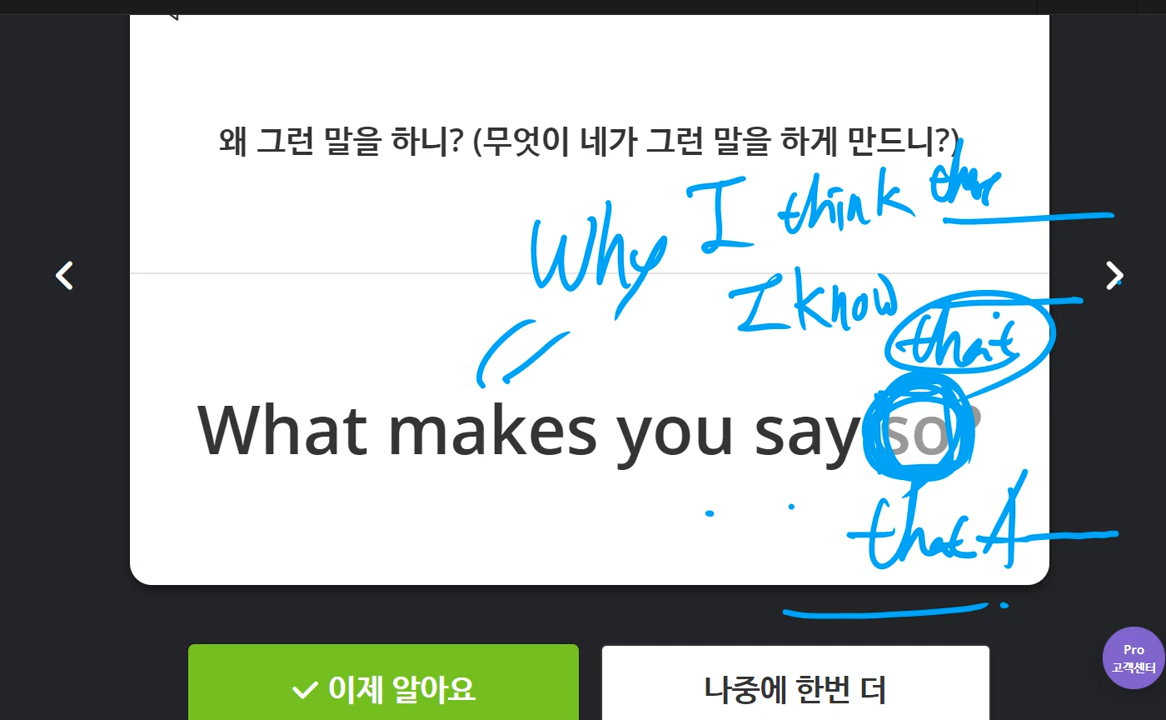 왜 그런 말을 하니? (무엇이 네가 그런 말을 하게 만드니?)
I think
Why
I know
that
What makes you say so?
that A
✓ 이제 알아요
나중에 한번 더
Pro
고객센터